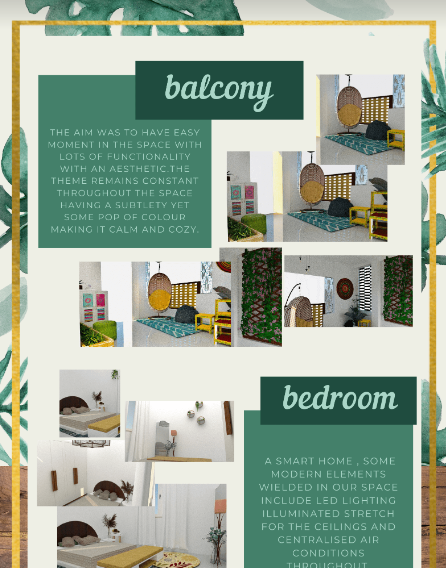 balcony
THE AIM WAS TO HAVE EASY
MOMENT IN THE SPACE WITH
LOTS OF FUNCTIONALITY
WITH AN AESTHETIC.THE
THEME REMAINS CONSTANT
THROUGHOUT THE SPACE
HAVING A SUBTLETY YET
SOME POP OF COLOUR
MAKING IT CALM AND COZY.
bedroom
A SMART HOME , SOME
MODERN ELEMENTS
WIELDED IN OUR SPACE
INCLUDE LED LIGHTING
ILLUMINATED STRETCH
FOR THE CEILINGS AND
CENTRALISED AIR
CONDITIONS
THROUGHOUT